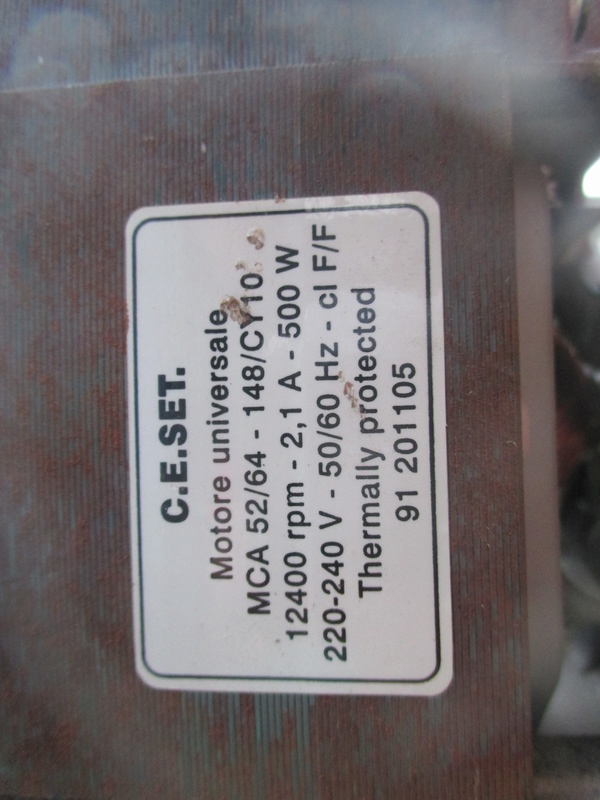 C.E.SET.
Motore universale
MCA 52/64 - 148/CY10
12400 rpm - 2,1 A - 500 W
220-240 V - 50/60 Hz - cl F/F
Thermally protected
91 201105